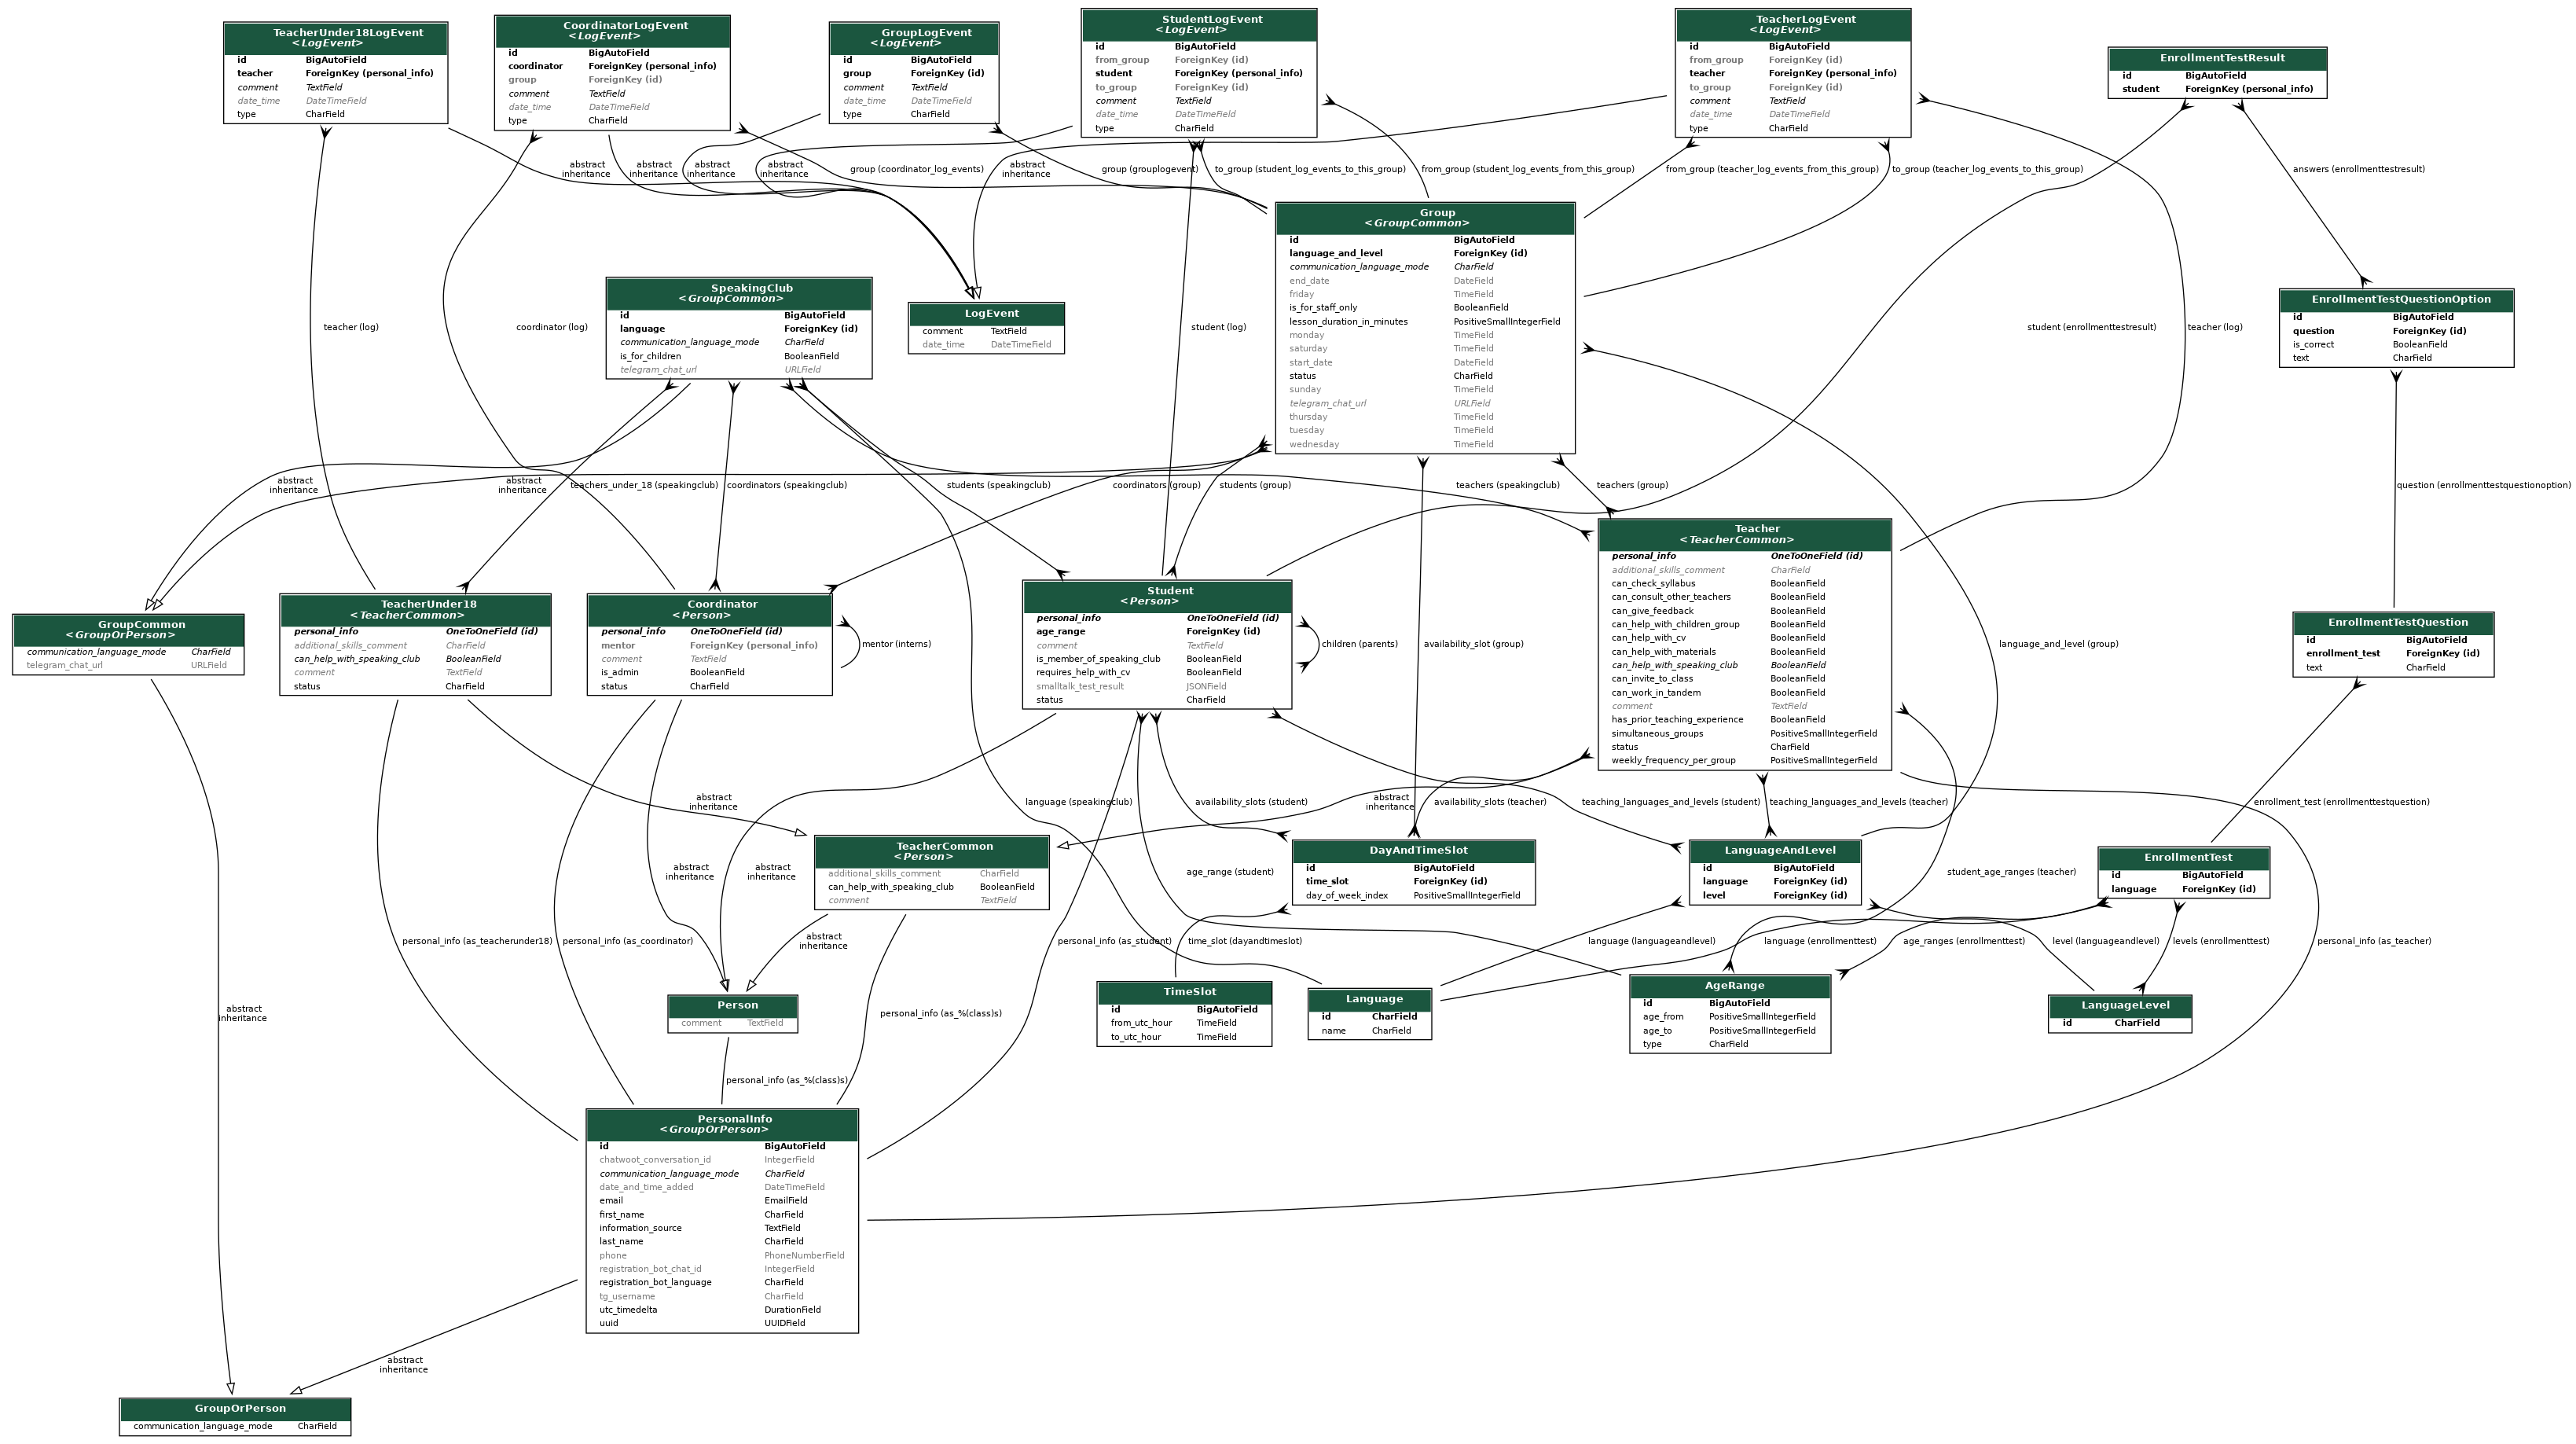 TeacherUnder18LogEvent
<LogEvent>
id BigAutoField
teacher ForeignKey (personal_info)
comment TextField
date_time DateTimeField
type CharField
CoordinatorLogEvent
<LogEvent>
id BigAutoField
coordinator ForeignKey (personal_info)
group ForeignKey (id)
comment TextField
date_time DateTimeField
type CharField
GroupLogEvent
<LogEvent>
id BigAutoField
group ForeignKey (id)
comment TextField
date_time DateTimeField
type CharField
StudentLogEvent
<LogEvent>
id BigAutoField
from_group ForeignKey (id)
student ForeignKey (personal_info)
to_group ForeignKey (id)
comment TextField
date_time DateTimeField
type CharField
TeacherLogEvent
<LogEvent>
id BigAutoField
from_group ForeignKey (id)
teacher ForeignKey (personal_info)
to_group ForeignKey (id)
comment TextField
date_time DateTimeField
type CharField
EnrollmentTestResult
id BigAutoField
student ForeignKey (personal_info)
abstract
inheritance
abstract
inheritance
abstract
inheritance
abstract
inheritance
group (coordinator_log_events)
abstract
inheritance
group (grouplogevent)
to_group (student_log_events_to_this_group)
from_group (student_log_events_from_this_group)
from_group (teacher_log_events_from_this_group)
to_group (teacher_log_events_to_this_group)
answers (enrollmenttestresult)
Group
<GroupCommon>
id BigAutoField
language_and_level ForeignKey (id)
communication_language_mode CharField
end_date DateField
friday TimeField
is_for_staff_only BooleanField
lesson_duration_in_minutes PositiveSmallIntegerField
monday TimeField
saturday TimeField
start_date DateField
status CharField
sunday TimeField
telegram_chat_url URLField
thursday TimeField
tuesday TimeField
wednesday TimeField
SpeakingClub
<GroupCommon>
id BigAutoField
language ForeignKey (id)
communication_language_mode CharField
is_for_children BooleanField
telegram_chat_url URLField
LogEvent
comment TextField
date_time DateTimeField
EnrollmentTestQuestionOption
id BigAutoField
question ForeignKey (id)
is_correct BooleanField
text CharField
teacher (log)
coordinator (log)
student (log)
student (enrollmenttestresult)
teacher (log)
abstract
inheritance
abstract
inheritance
teachers_under_18 (speakingclub)
coordinators (speakingclub)
students (speakingclub)
coordinators (group)
students (group)
teachers (speakingclub)
teachers (group)
question (enrollmenttestquestionoption)
GroupCommon
<GroupOrPerson>
communication_language_mode CharField
telegram_chat_url URLField
TeacherUnder18
<TeacherCommon>
personal_info OneToOneField (id)
additional_skills_comment CharField
can_help_with_speaking_club BooleanField
comment TextField
status CharField
Coordinator
<Person>
personal_info OneToOneField (id)
mentor ForeignKey (personal_info)
comment TextField
is_admin BooleanField
status CharField
mentor (interns)
Student
<Person>
personal_info OneToOneField (id)
age_range ForeignKey (id)
comment TextField
is_member_of_speaking_club BooleanField
requires_help_with_cv BooleanField
smalltalk_test_result JSONField
status CharField
children (parents)
availability_slot (group)
Teacher
<TeacherCommon>
personal_info OneToOneField (id)
additional_skills_comment CharField
can_check_syllabus BooleanField
can_consult_other_teachers BooleanField
can_give_feedback BooleanField
can_help_with_children_group BooleanField
can_help_with_cv BooleanField
can_help_with_materials BooleanField
can_help_with_speaking_club BooleanField
can_invite_to_class BooleanField
can_work_in_tandem BooleanField
comment TextField
has_prior_teaching_experience BooleanField
simultaneous_groups PositiveSmallIntegerField
status CharField
weekly_frequency_per_group PositiveSmallIntegerField
language_and_level (group)
EnrollmentTestQuestion
id BigAutoField
enrollment_test ForeignKey (id)
text CharField
abstract
inheritance
language (speakingclub)
availability_slots (student)
abstract
inheritance
availability_slots (teacher)
teaching_languages_and_levels (student)
teaching_languages_and_levels (teacher)
enrollment_test (enrollmenttestquestion)
TeacherCommon
<Person>
additional_skills_comment CharField
can_help_with_speaking_club BooleanField
comment TextField
abstract
inheritance
abstract
inheritance
age_range (student)
DayAndTimeSlot
id BigAutoField
time_slot ForeignKey (id)
day_of_week_index PositiveSmallIntegerField
LanguageAndLevel
id BigAutoField
language ForeignKey (id)
level ForeignKey (id)
student_age_ranges (teacher)
EnrollmentTest
id BigAutoField
language ForeignKey (id)
personal_info (as_teacherunder18)
personal_info (as_coordinator)
abstract
inheritance
personal_info (as_student)
time_slot (dayandtimeslot)
language (languageandlevel)
language (enrollmenttest)
age_ranges (enrollmenttest)
level (languageandlevel)
levels (enrollmenttest)
personal_info (as_teacher)
abstract
inheritance
Person
comment TextField
personal_info (as_%(class)s)
TimeSlot
id BigAutoField
from_utc_hour TimeField
to_utc_hour TimeField
Language
id CharField
name CharField
AgeRange
id BigAutoField
age_from PositiveSmallIntegerField
age_to PositiveSmallIntegerField
type CharField
LanguageLevel
id CharField
personal_info (as_%(class)s)
PersonalInfo
<GroupOrPerson>
id BigAutoField
chatwoot_conversation_id IntegerField
communication_language_mode CharField
date_and_time_added DateTimeField
email EmailField
first_name CharField
information_source TextField
last_name CharField
phone PhoneNumberField
registration_bot_chat_id IntegerField
registration_bot_language CharField
tg_username CharField
utc_timedelta DurationField
uuid UUIDField
abstract
inheritance
GroupOrPerson
communication_language_mode CharField